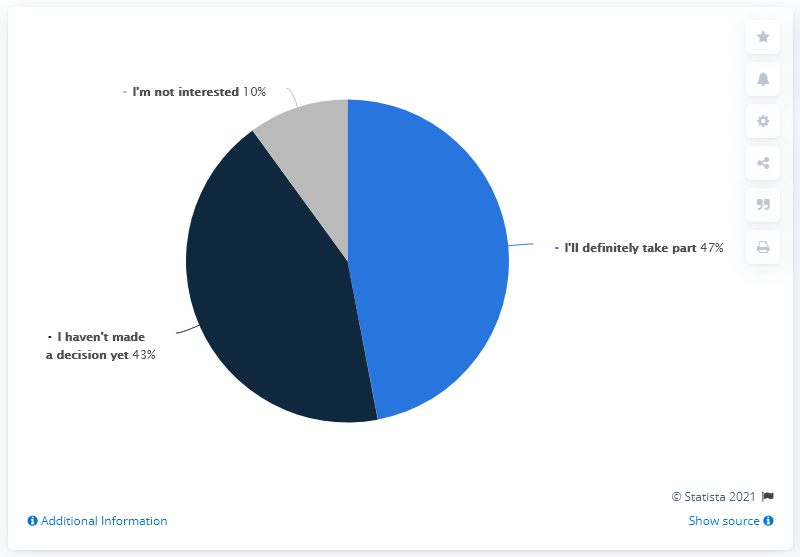 - I'm not interested 10%
- I'll definitely take part 47%
- I haven't made
a decision yet 43%
© Statista 2021
Additional Information
Show source